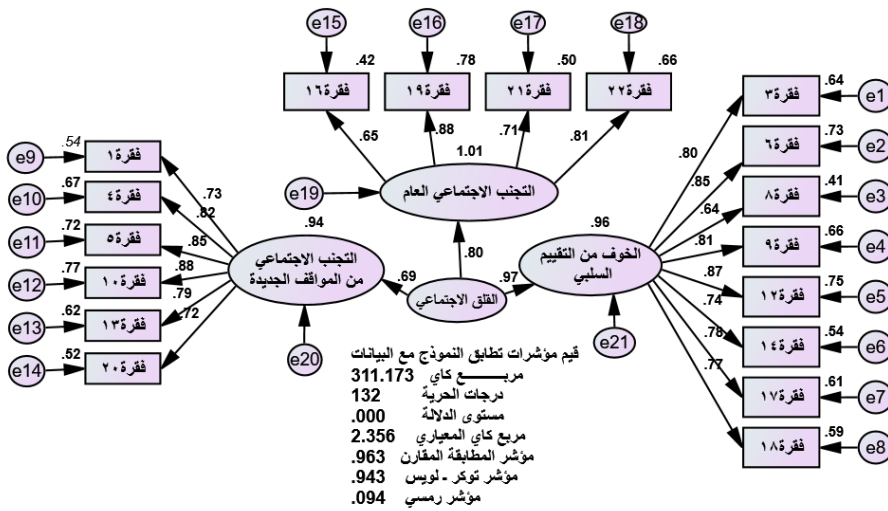 e15
e16
e17
e18
.42
.78
.50
.66
فقرة١٦
فقرة١٩
فقرة٢١
فقرة٢٢
.65
.88
.71
.81
1.01
e19
التجنب الاجتماعي العام
e9
.54
فقرة١
.73
e10
.67
فقرة٤
.82
e11
.72
فقرة٥
.85
e12
.77
فقرة١٠
.88
e13
.62
فقرة١٣
.79
e14
.52
فقرة٢٠
.72
.94
التجنب الاجتماعي
من المواقف الجديدة
e20
.69
.80
.97
القلق الاجتماعي
.96
الخوف من التقييم
السلبي
e21
.80
.64
فقرة٣
e1
.85
.73
فقرة٦
e2
.64
.41
فقرة٨
e3
.81
.66
فقرة٩
e4
.87
.75
فقرة١٢
e5
.74
.54
فقرة١٤
e6
.78
.61
فقرة١٧
e7
.77
.59
فقرة١٨
e8
قيم مؤشرات تطابق النموذج مع البيانات
مربـــــــع كاي 311.173
درجات الحرية 132
مستوى الدلالة .000
مربع كاي المعياري 2.356
مؤشر المطابقة المقارن .963
مؤشر توكر - لويس .943
مؤشر رمسي .094